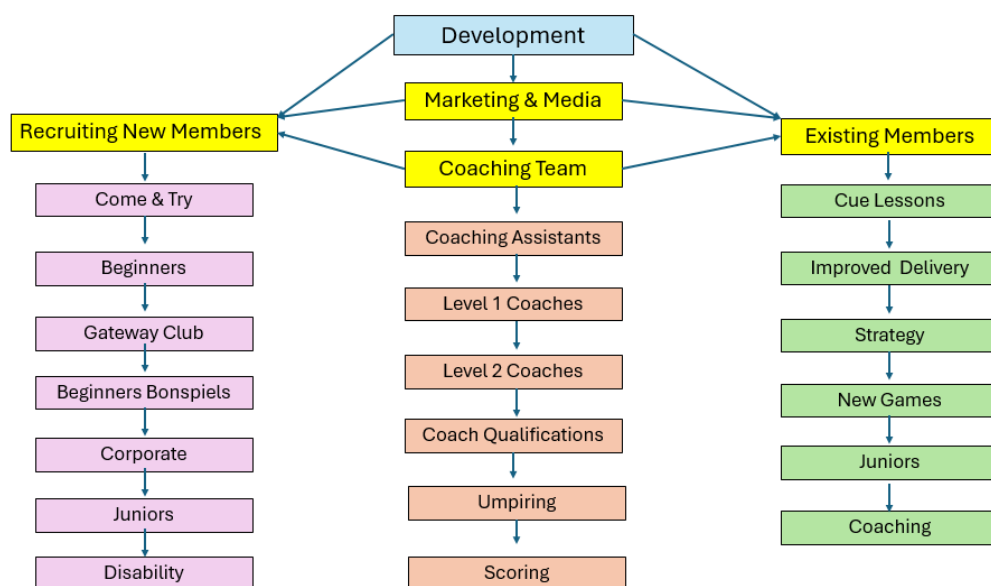 Development
Marketing & Media
Recruiting New Members
Existing Members
Coaching Team
Come & Try
Cue Lessons
Coaching Assistants
Beginners
Improved Delivery
Level 1 Coaches
Gateway Club
Strategy
Level 2 Coaches
Beginners Bonspiels
New Games
Coach Qualifications
Corporate
Juniors
Umpiring
Juniors
Coaching
Disability
Scoring